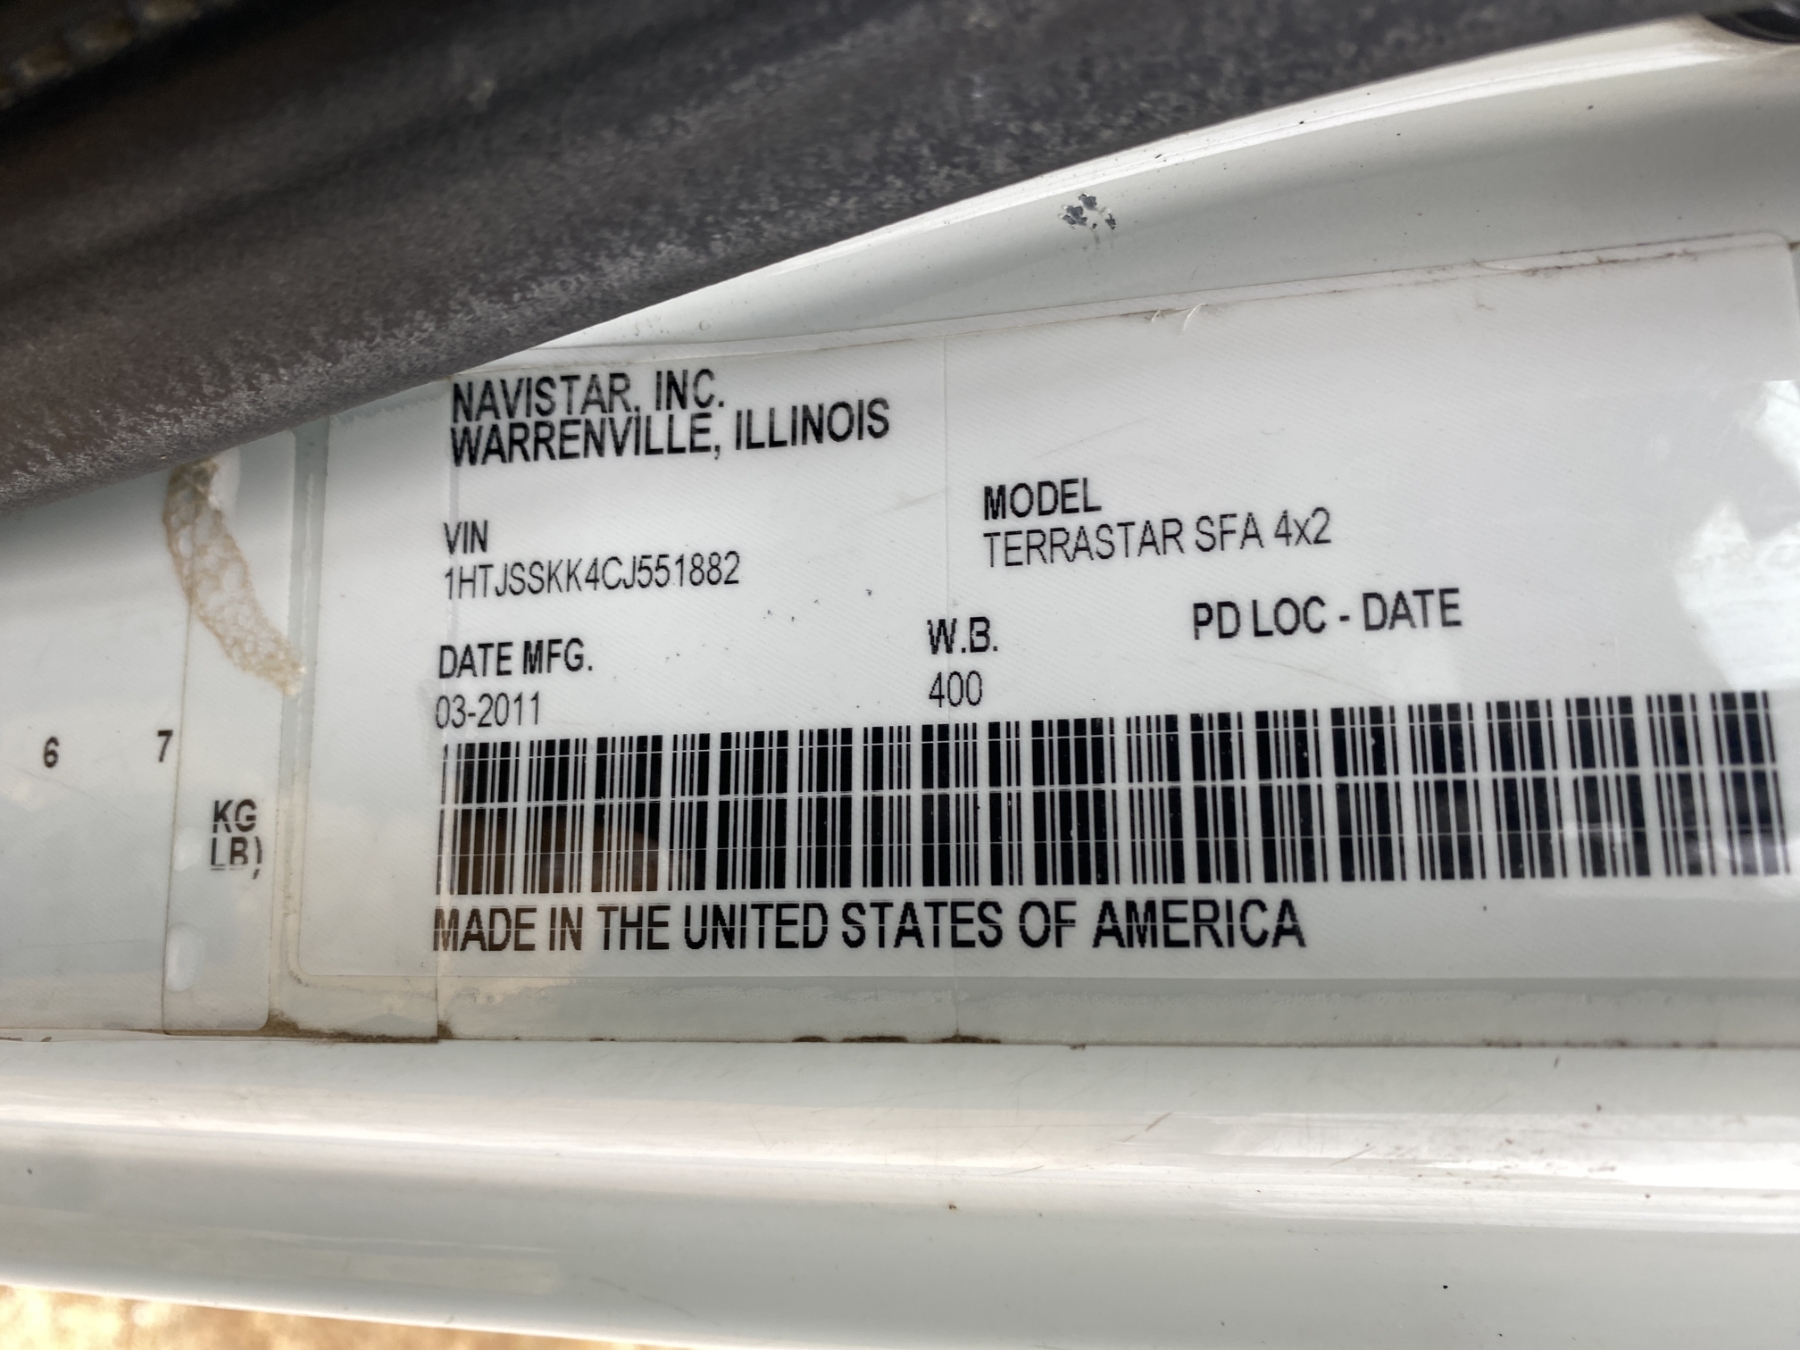 NAVISTAR, INC.
WARRENVILLE, ILLINOIS
VIN
1HTJSSKK4CJ551882
MODEL
TERRASTAR SFA 4x2
DATE MFG.
03-2011
W.B.
400
PD LOC - DATE
6 7
KG
LB)
,
MADE IN THE UNITED STATES OF AMERICA